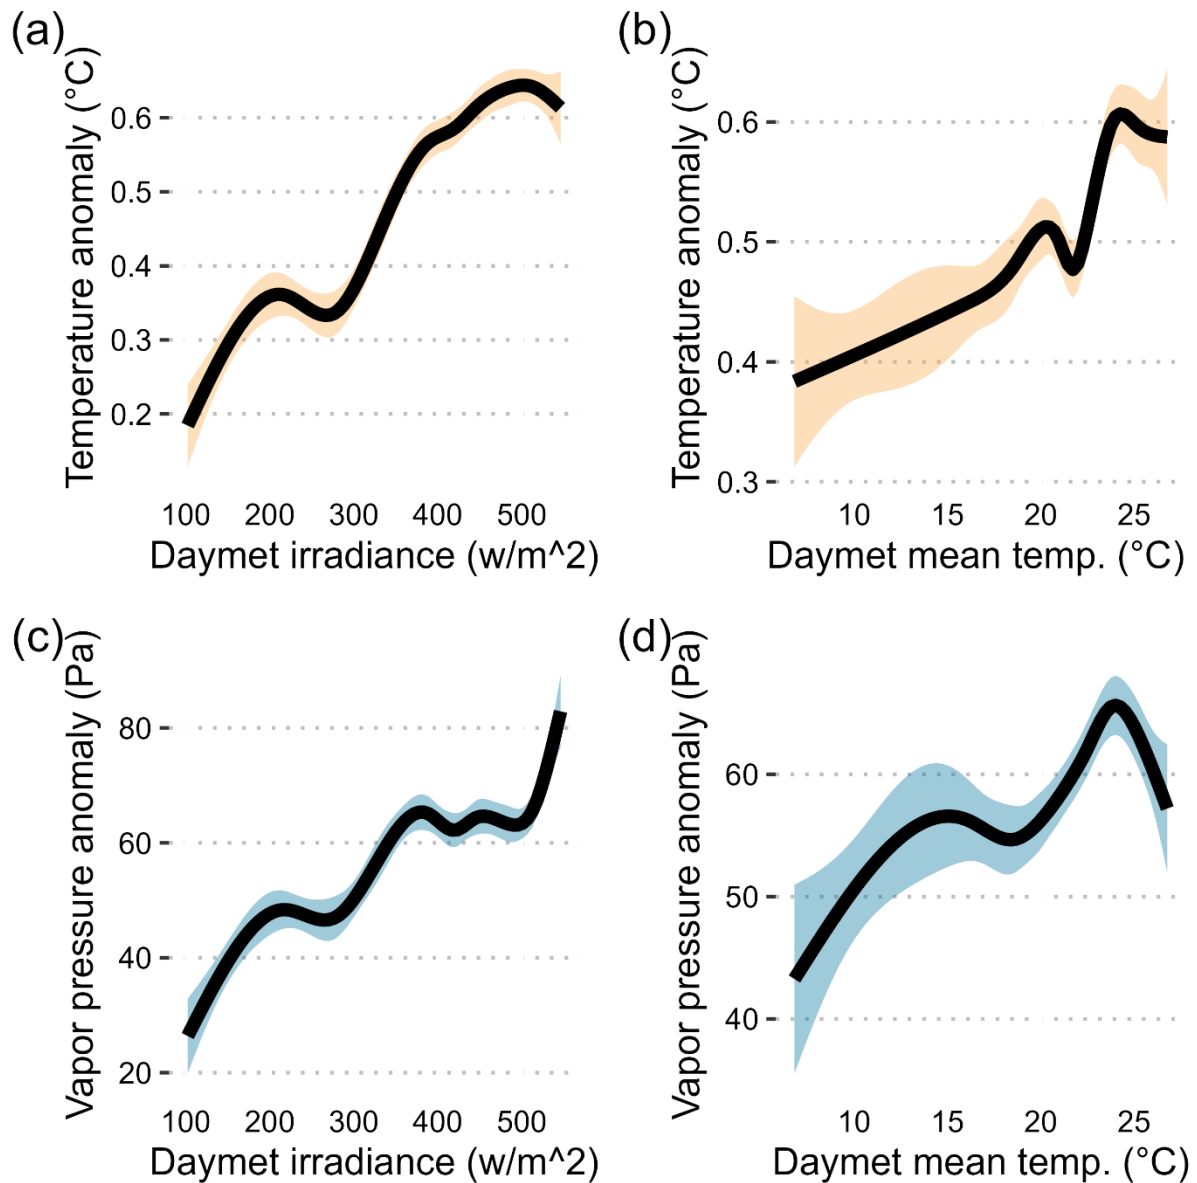 (a)
Temperature anomaly (°C)
0.6
0.5
0.4
0.3
0.2
100 200 300 400 500
Daymet irradiance (w/m^2)
(b)
Temperature anomaly (°C)
0.6
0.5
0.4
0.3
10 15 20 25
Daymet mean temp. (°C)
(c)
Vapor pressure anomaly (Pa)
80
60
40
20
100 200 300 400 500
Daymet irradiance (w/m^2)
(d)
Vapor pressure anomaly (Pa)
60
50
40
10 15 20 25
Daymet mean temp. (°C)